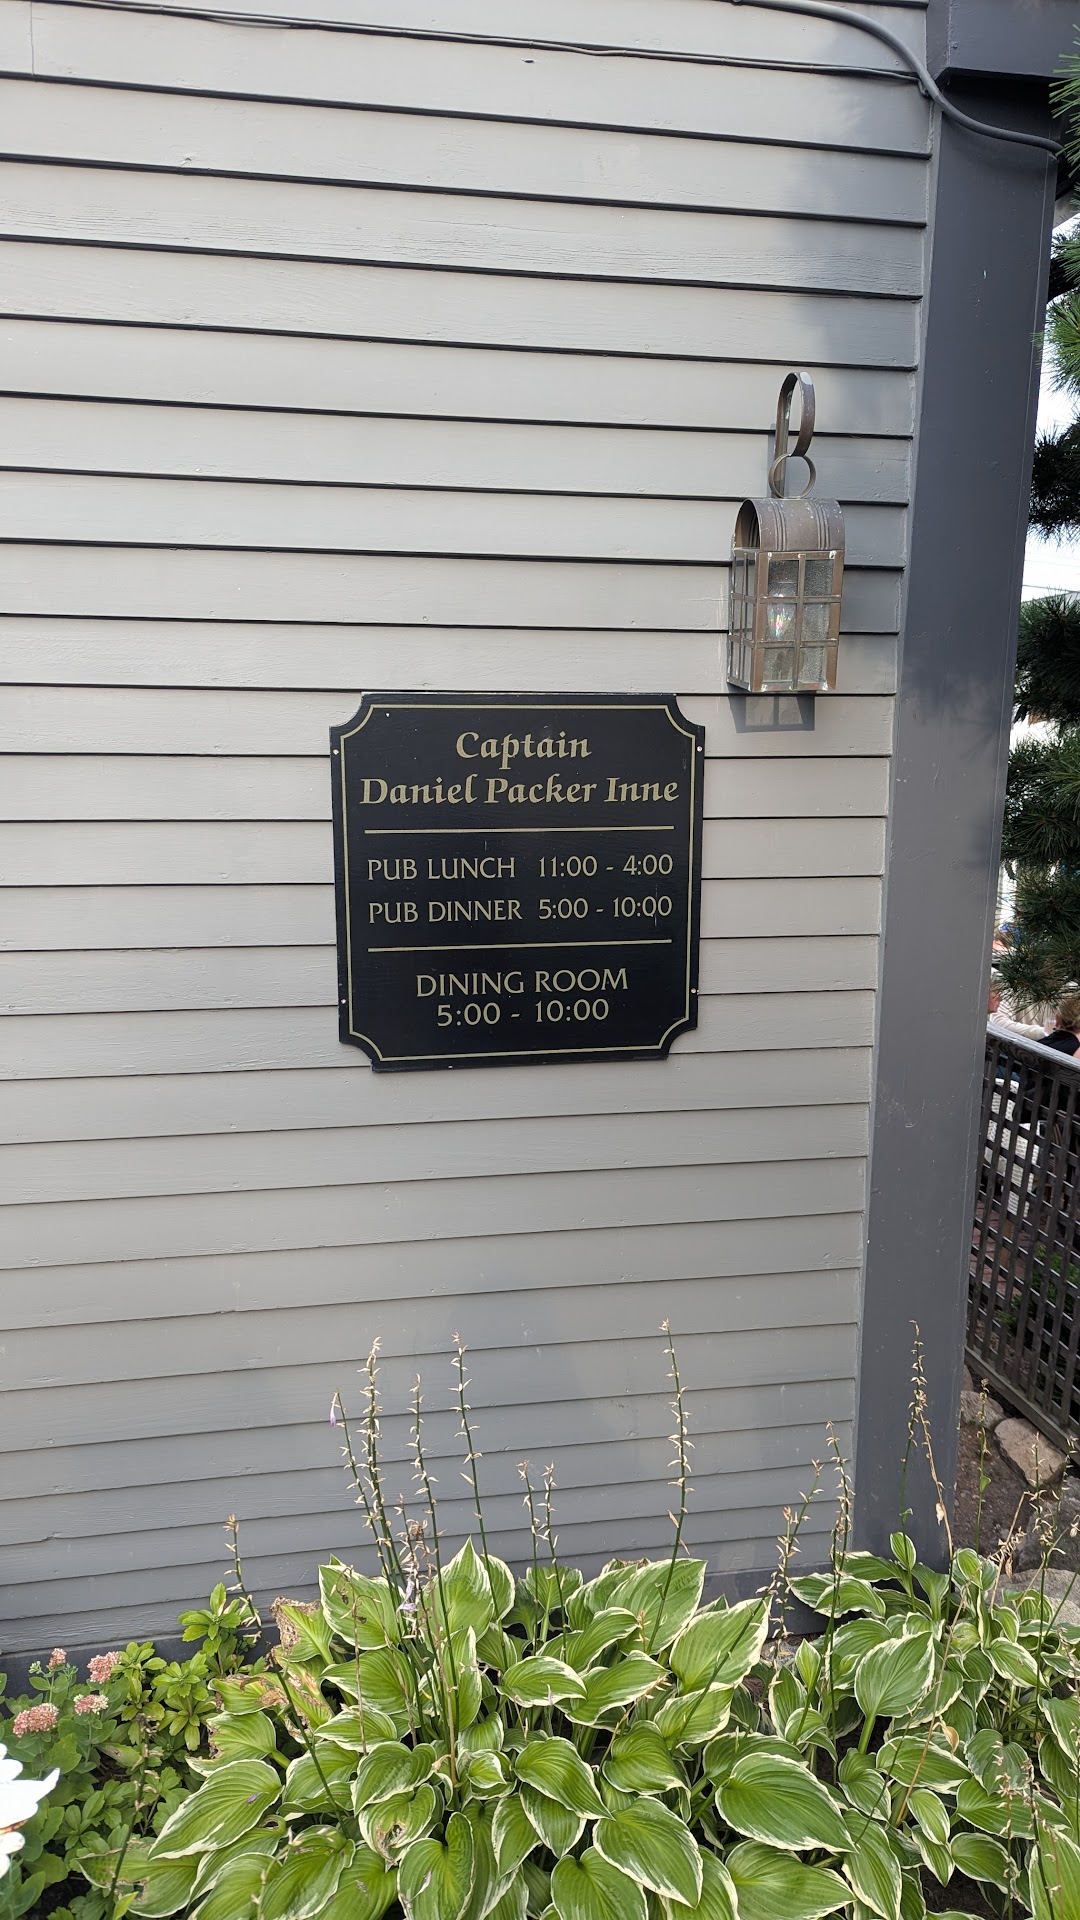 Captain
Daniel Packer Inne
PUB LUNCH 11:00 - 4:00
PUB DINNER 5:00 - 10:00
DINING ROOM
5:00 - 10:00